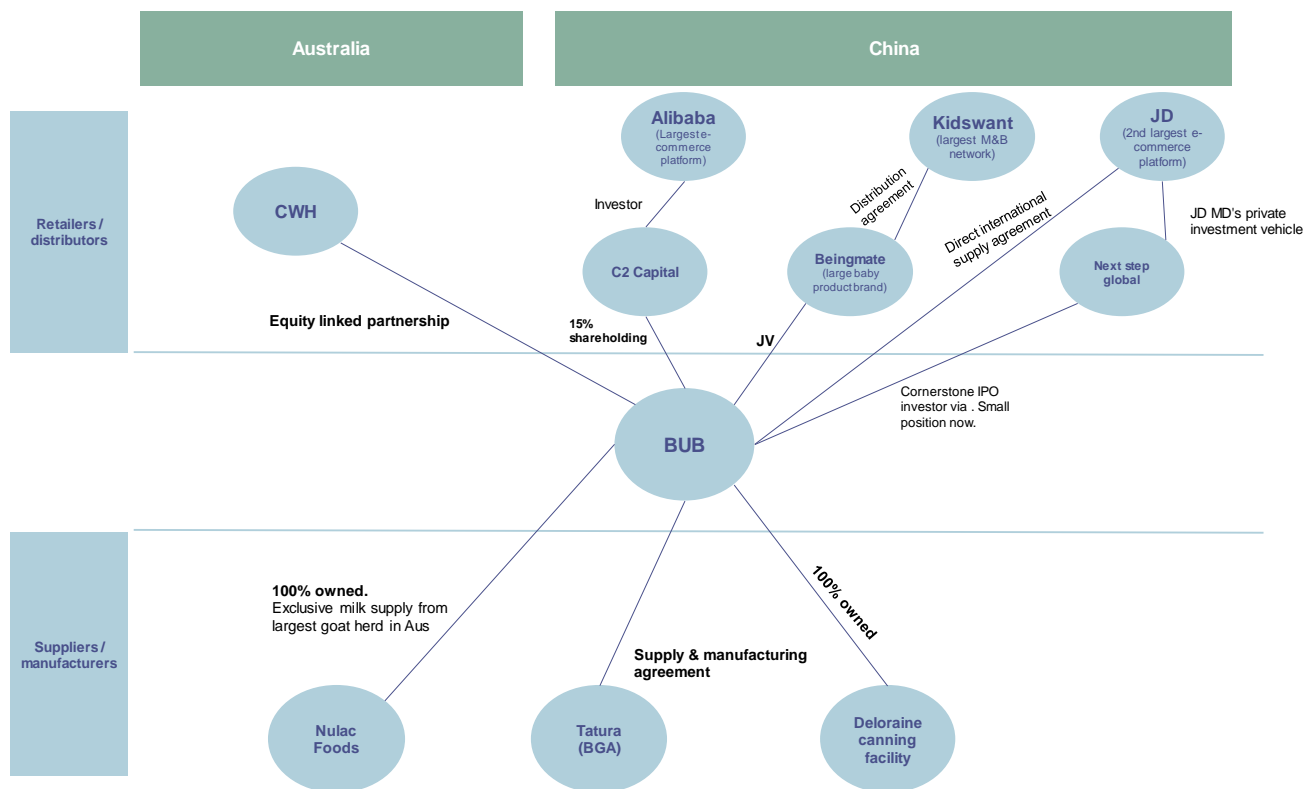 Australia
China
Retailers /
distributors
CWH
Alibaba
(Largest e-
commerce
platform)
Kidswant
(largest M&B
network)
JD
(2nd largest e-
commerce
platform)
Investor
Distribution
agreement
Direct international
supply agreement
JD MD's private
investment vehicle
C2 Capital
Beingmate
(large baby
product brand)
Next step
global
Equity linked partnership
15%
shareholding
JV
Cornerstone IPO
investor via . Small
position now.
BUB
Suppliers /
manufacturers
100% owned.
Exclusive milk supply from
largest goat herd in Aus
Supply & manufacturing
agreement
100% owned
Nulac
Foods
Tatura
(BGA)
Deloraine
canning
facility